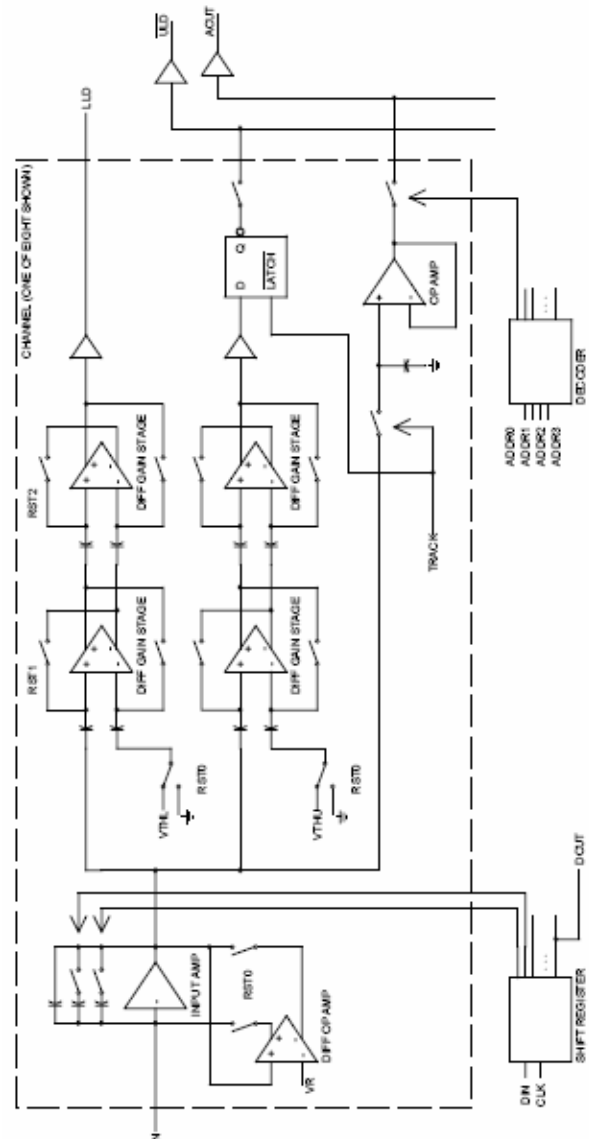 CHANNEL (ONE CF EIGHT SHOWN)
RST1
RST2
LLD
DIFF GAIN STAGE
DIFF GAIN STAGE
VTHL
RST0
ULD
ACUT
D
Q
LATCH
DIFF GAIN STAGE
DIFF GAIN STAGE
VTHU
RST0
N
INPUT AMP
RST0
DIFF OP AMP
VR
OP AMP
TRACK
DIN
CLK
SHIFT REGISTER
DCUT
ADDR0
ADDR1
ADDR2
ADDR3
DECODER